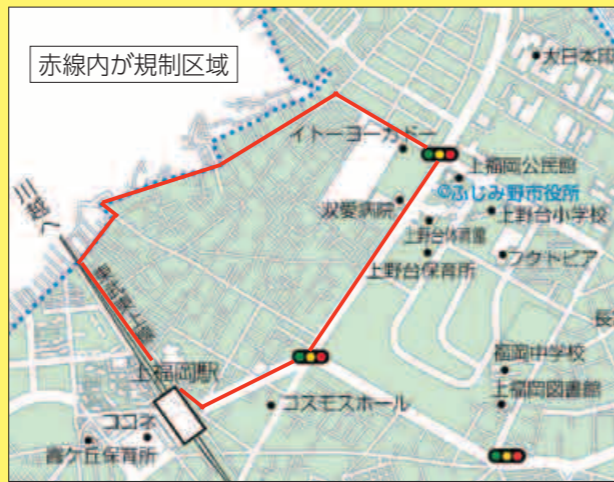 赤線内が規制区域
大日本印
イトーヨーカドー
上福岡公民館
◎ふじみ野市役所
双愛病院
上野台小学校
上野台体育館
上野台保育所
フクトピア
川越へ
東武東上線
上福岡駅
福岡中学校
上福岡図書館
コスモスホール
ココネ
霞ケ丘保育所
長